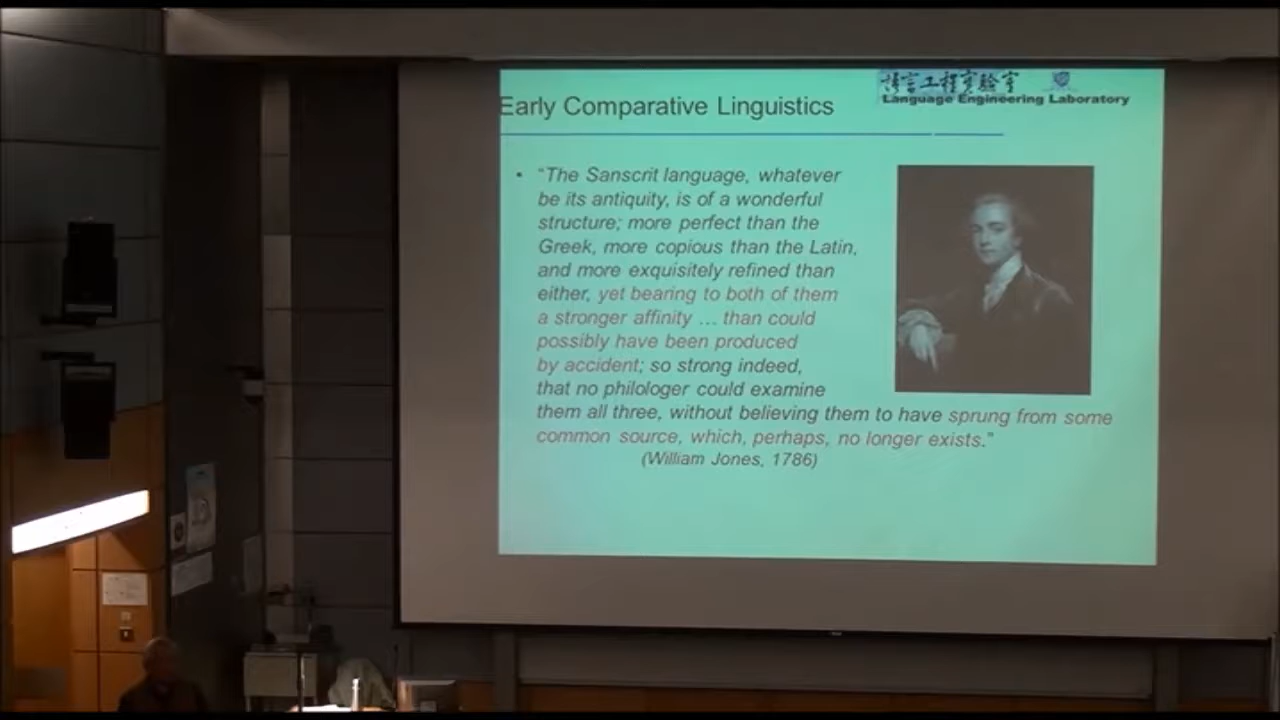 語言工程實驗室
Language Engineering Laboratory
Early Comparative Linguistics
• “The Sanscrit language, whatever
be its antiquity, is of a wonderful
structure; more perfect than the
Greek, more copious than the Latin,
and more exquisitely refined than
either, yet bearing to both of them
a stronger affinity ... than could
possibly have been produced
by accident; so strong indeed,
that no philologer could examine
them all three, without believing them to have sprung from some
common source, which, perhaps, no longer exists.”
(William Jones, 1786)